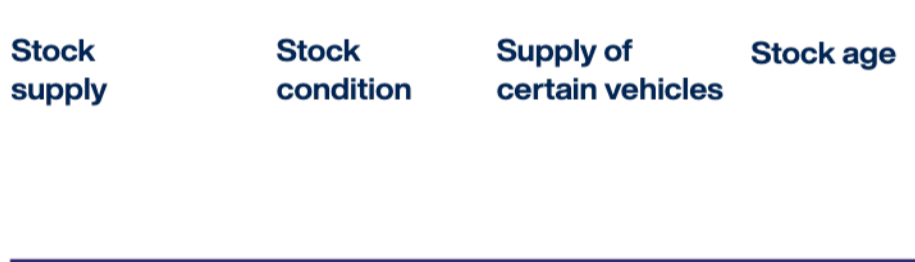 Stock
supply
Stock
condition
Supply of
certain vehicles
Stock age